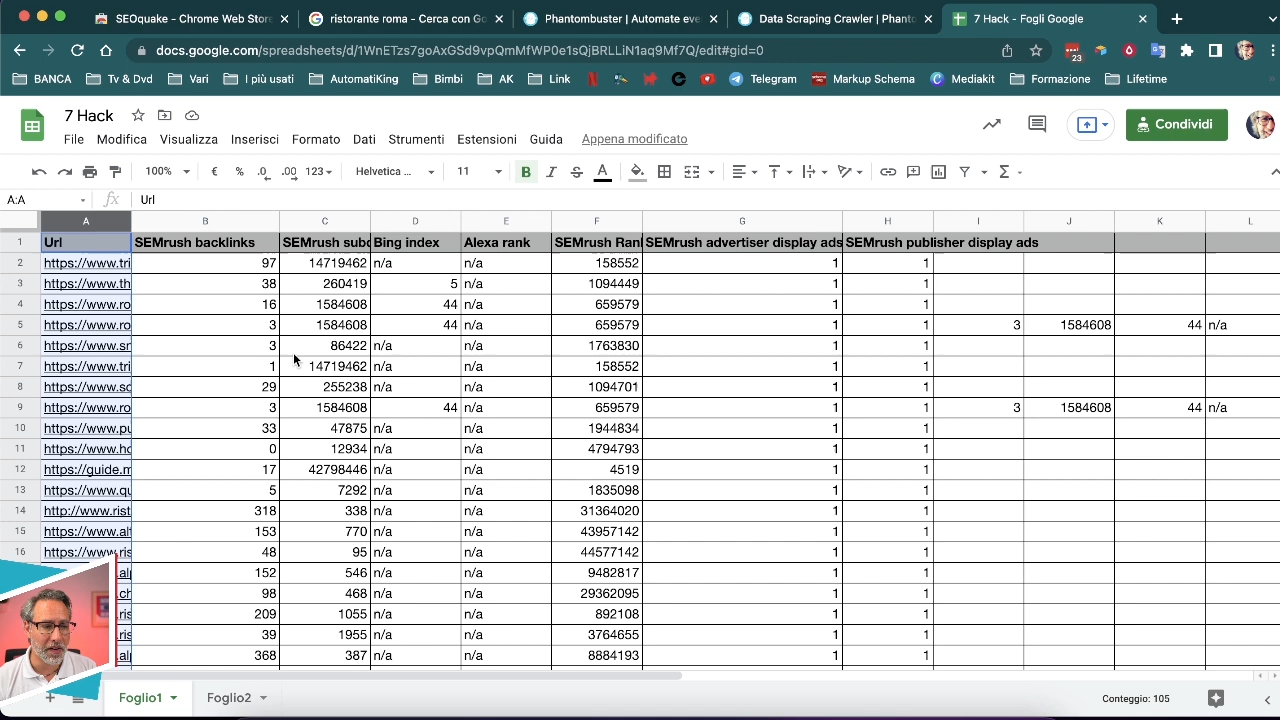 SEOquake - Chrome Web Store
ristorante roma - Cerca con Go
Phantombuster | Automate eve
Data Scraping Crawler | Phanto
7 Hack - Fogli Google
docs.google.com/spreadsheets/d/1WnETzs7goAxGSd9vpQmMfWP0e1sQjBRLLiN1aq9Mf7Q/edit#gid=0
23
BANCA Tv & Dvd Vari I più usati AutomatiKing Bimbi AK Link Telegram Markup Schema Mediakit Formazione Lifetime
7 Hack
File Modifica Visualizza Inserisci Formato Dati Strumenti Estensioni Guida Appena modificato
Condividi
100% € % .0 .00 123 Helvetica ... 11 B I S A
A:A fx Url
A B C D E F G H I J K L
1 Url SEMrush backlinks SEMrush subd Bing index Alexa rank SEMrush Ran SEMrush advertiser display ads SEMrush publisher display ads
2 https://www.tri 97 14719462 n/a n/a 158552 1 1
3 https://www.th 38 260419 5 n/a 1094449 1 1
4 https://www.ro 16 1584608 44 n/a 659579 1 1
5 https://www.ro 3 1584608 44 n/a 659579 1 1 3 1584608 44 n/a
6 https://www.sn 3 86422 n/a n/a 1763830 1 1
7 https://www.tri 1 14719462 n/a n/a 158552 1 1
8 https://www.sc 29 255238 n/a n/a 1094701 1 1
9 https://www.ro 3 1584608 44 n/a 659579 1 1 3 1584608 44 n/a
10 https://www.pu 33 47875 n/a n/a 1944834 1 1
11 https://www.ho 0 12934 n/a n/a 4794793 1 1
12 https://guide.m 17 42798446 n/a n/a 4519 1 1
13 https://www.qu 5 7292 n/a n/a 1835098 1 1
14 http://www.rist 318 338 n/a n/a 31364020 1 1
15 https://www.alt 153 770 n/a n/a 43957142 1 1
16 https://www.ris 48 95 n/a n/a 44577142 1 1
152 546 n/a n/a 9482817 1 1
.ch 98 468 n/a n/a 29362095 1 1
.ris 209 1055 n/a n/a 892108 1 1
.ris 39 1955 n/a n/a 3764655 1 1
368 387 n/a n/a 8884193 1 1
Foglio1 Foglio2 Conteggio: 105